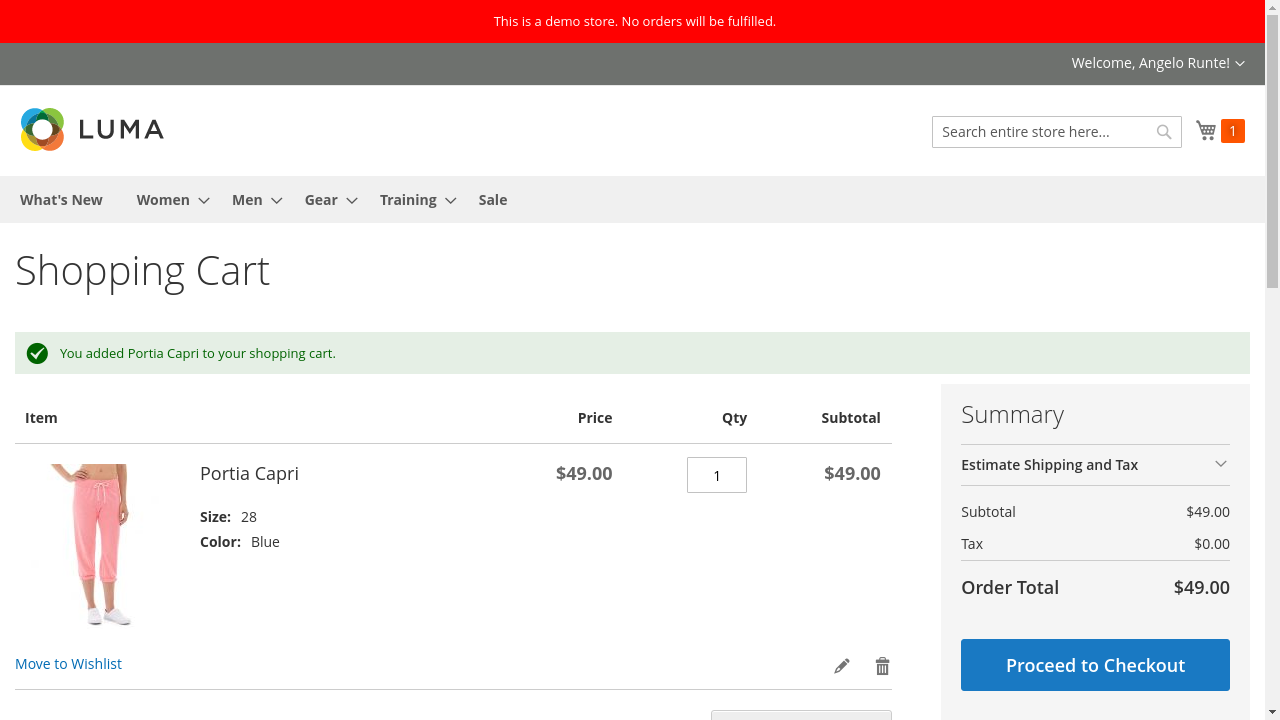 This is a demo store. No orders will be fulfilled.
Welcome, Angelo Runte!
LUMA
Search entire store here...
1
What's New Women Men Gear Training Sale
Shopping Cart
You added Portia Capri to your shopping cart.
Item Price Qty Subtotal
Portia Capri $49.00 1 $49.00
Size: 28
Color: Blue
Move to Wishlist
Summary
Estimate Shipping and Tax
Subtotal $49.00
Tax $0.00
Order Total $49.00
Proceed to Checkout